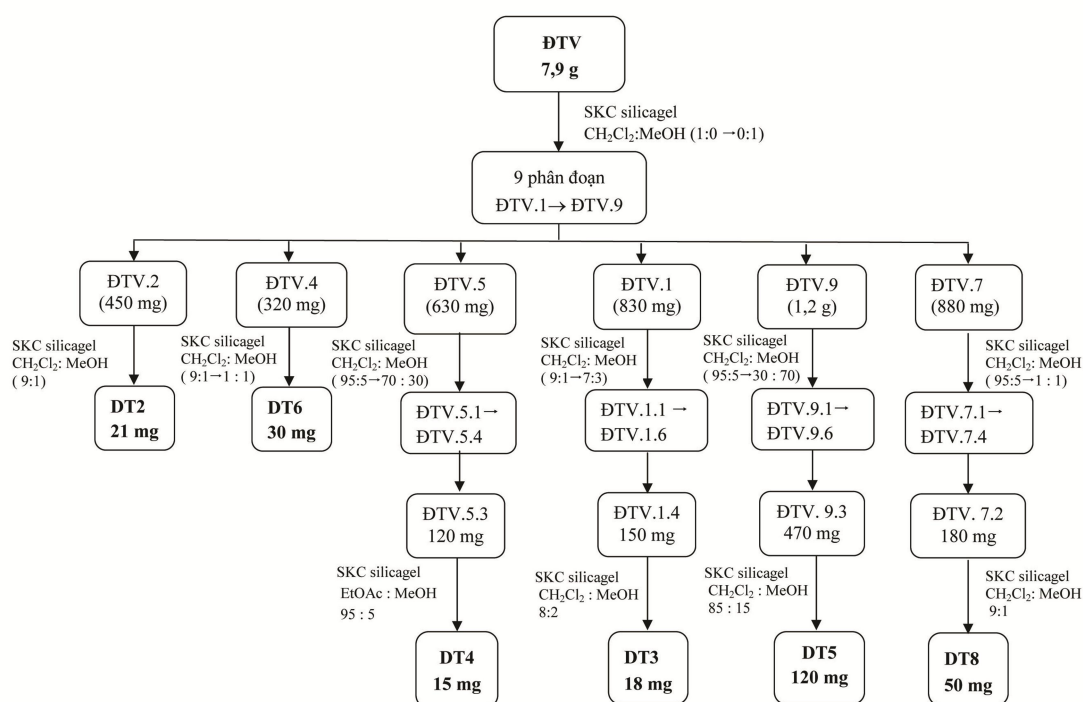 ĐTV
7,9 g
SKC silicagel
CH₂Cl₂:MeOH (1:0 →0:1)
9 phân đoạn
ĐTV.1→ ĐTV.9
ĐTV.2
(450 mg)
ĐTV.4
(320 mg)
ĐTV.5
(630 mg)
ĐTV.1
(830 mg)
ĐTV.9
(1,2 g)
ĐTV.7
(880 mg)
SKC silicagel
CH₂Cl₂: MeOH
( 9:1)
SKC silicagel
CH₂Cl₂: MeOH
( 9:1→1 : 1)
SKC silicagel
CH₂Cl₂: MeOH
( 95:5→70 : 30)
SKC silicagel
CH₂Cl₂: MeOH
( 9:1→7:3)
SKC silicagel
CH₂Cl₂: MeOH
( 95:5→30 : 70)
SKC silicagel
CH₂Cl₂: MeOH
( 95:5→1 : 1)
DT2
21 mg
DT6
30 mg
ĐTV.5.1→
ĐTV.5.4
ĐTV.1.1 →
ĐTV.1.6
ĐTV.9.1→
ĐTV.9.6
ĐTV.7.1→
ĐTV.7.4
ĐTV.5.3
120 mg
ĐTV.1.4
150 mg
ĐTV. 9.3
470 mg
ĐTV. 7.2
180 mg
SKC silicagel
EtOAc : MeOH
95 : 5
SKC silicagel
CH₂Cl₂ : MeOH
8:2
SKC silicagel
CH₂Cl₂ : MeOH
85 : 15
SKC silicagel
CH₂Cl₂: MeOH
9:1
DT4
15 mg
DT3
18 mg
DT5
120 mg
DT8
50 mg